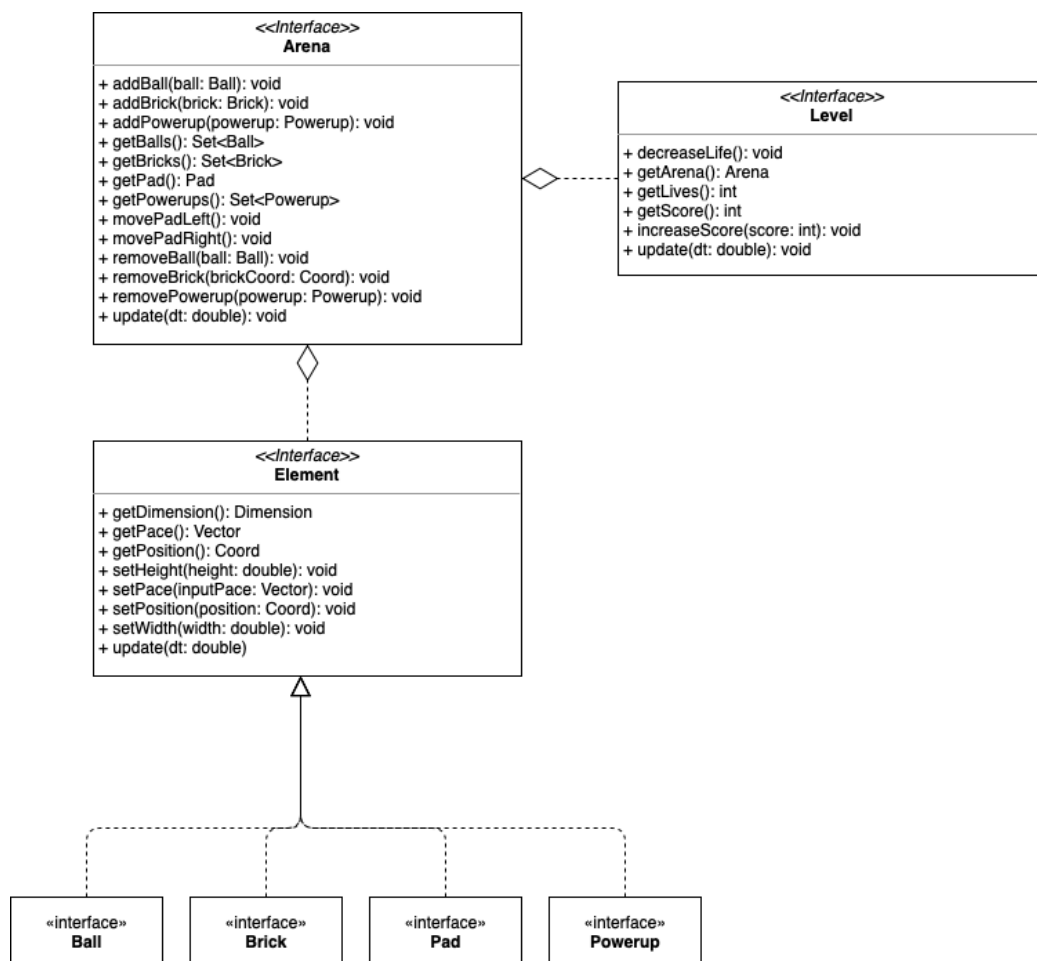 <<Interface>>
Arena
+ addBall(ball: Ball): void
+ addBrick(brick: Brick): void
+ addPowerup(powerup: Powerup): void
+ getBalls(): Set<Ball>
+ getBricks(): Set<Brick>
+ getPad(): Pad
+ getPowerups(): Set<Powerup>
+ movePadLeft(): void
+ movePadRight(): void
+ removeBall(ball: Ball): void
+ removeBrick(brickCoord: Coord): void
+ removePowerup(powerup: Powerup): void
+ update(dt: double): void
<<Interface>>
Level
+ decreaseLife(): void
+ getArena(): Arena
+ getLives(): int
+ getScore(): int
+ increaseScore(score: int): void
+ update(dt: double): void
<<Interface>>
Element
+ getDimension(): Dimension
+ getPace(): Vector
+ getPosition(): Coord
+ setHeight(height: double): void
+ setPace(inputPace: Vector): void
+ setPosition(position: Coord): void
+ setWidth(width: double): void
+ update(dt: double)
«interface»
Ball
«interface»
Brick
«interface»
Pad
«interface»
Powerup